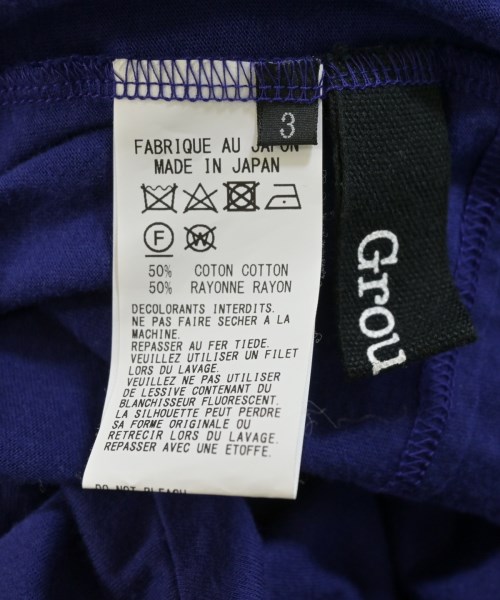 3
FABRIQUE AU JAPON
MADE IN JAPAN
F
W
50% COTON COTTON
50% RAYONNE RAYON
DECOLORANTS INTERDITS.
NE PAS FAIRE SECHER A LA
MACHINE.
REPASSER AU FER TIEDE.
VEUILLEZ UTILISER UN FILET
LORS DU LAVAGE.
VEUILLEZ NE PAS UTILISER
DE LESSIVE CONTENANT DU
BLANCHISSEUR FLUORESCENT.
LA SILHOUETTE PEUT PERDRE
SA FORME ORIGINALE OU
RETRECIR LORS DU LAVAGE.
REPASSER AVEC UNE ETOFFE.
DO NOT BLEACH
Grou